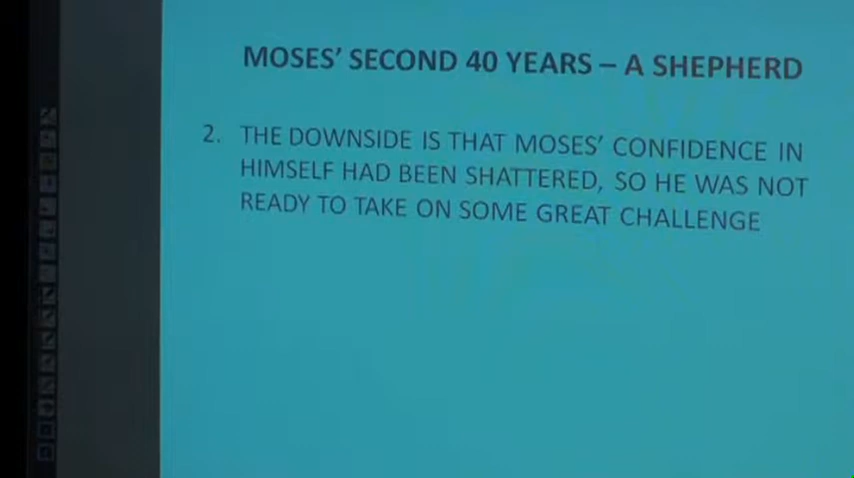 MOSES' SECOND 40 YEARS – A SHEPHERD
2. THE DOWNSIDE IS THAT MOSES' CONFIDENCE IN
HIMSELF HAD BEEN SHATTERED, SO HE WAS NOT
READY TO TAKE ON SOME GREAT CHALLENGE